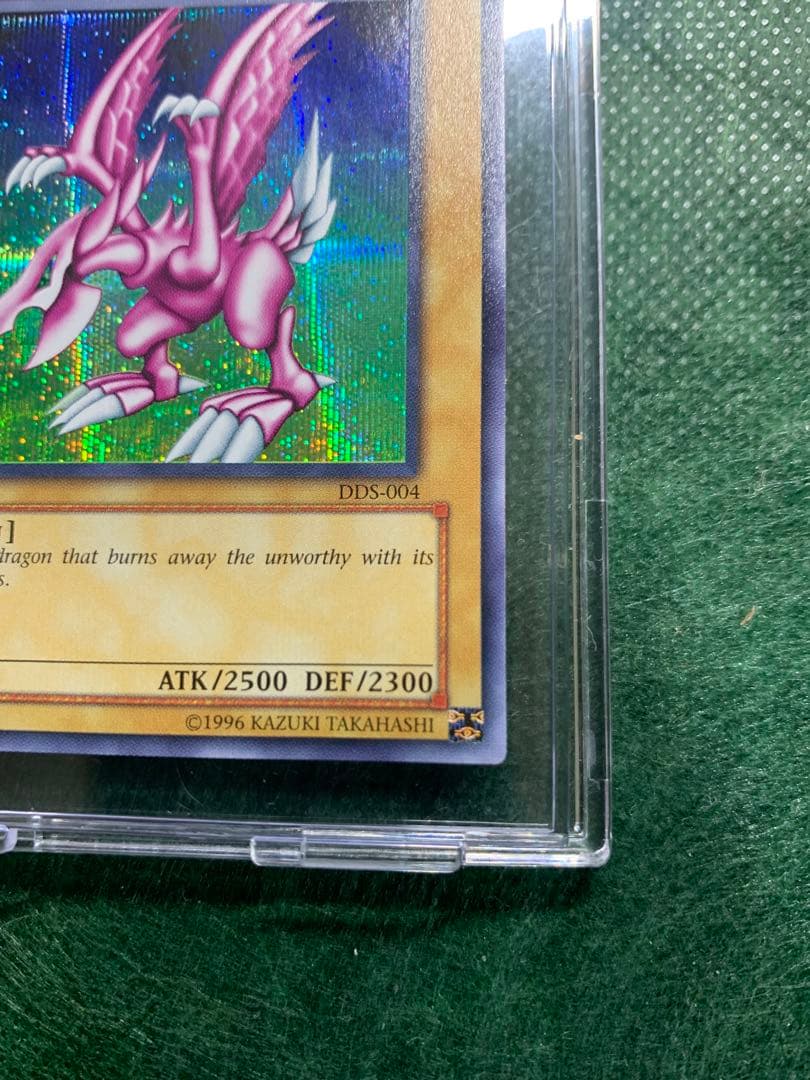 DDS-004
]
dragon that burns away the unworthy with its
s.
ATK/2500 DEF/2300
©1996 KAZUKI TAKAHASHI